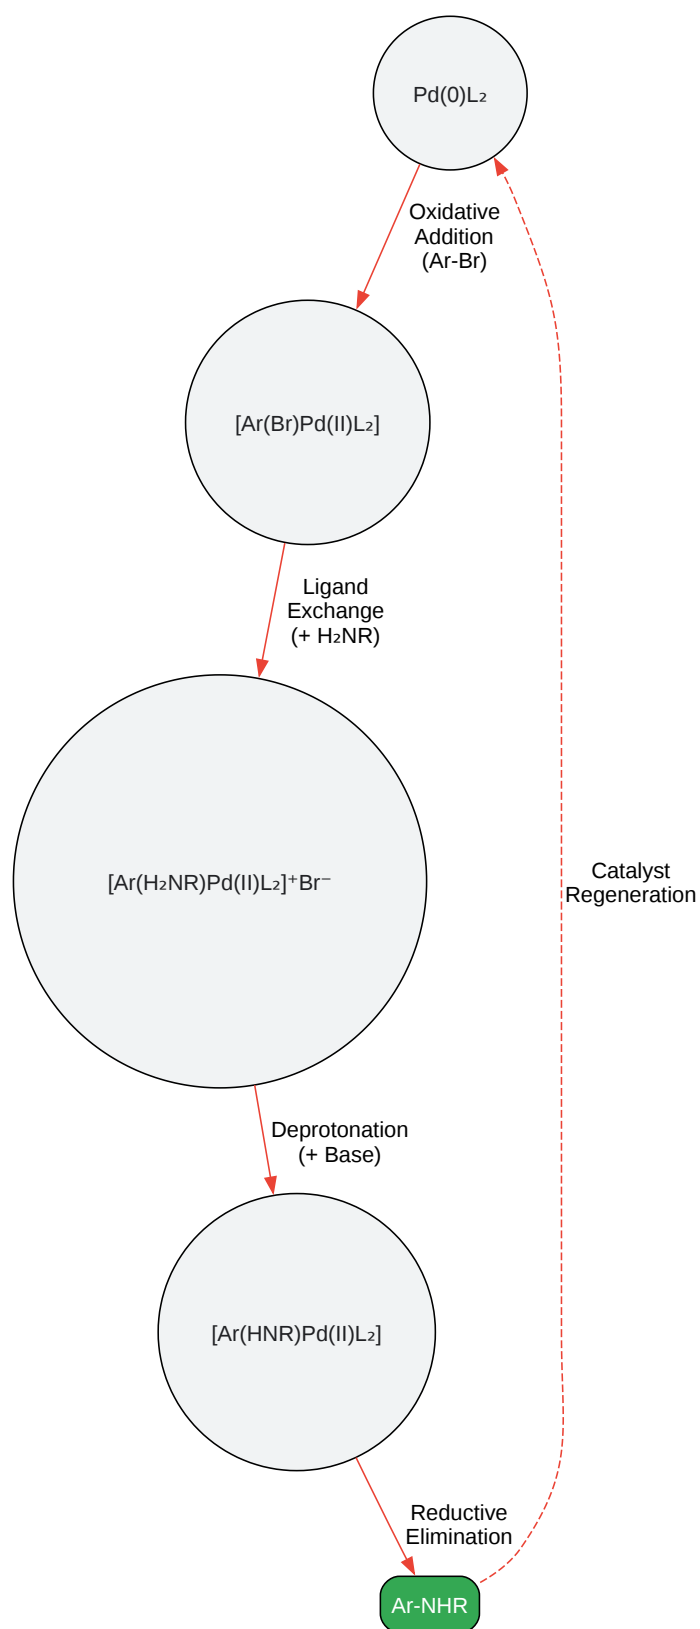 Pd(0)L₂
Oxidative
Addition
(Ar-Br)
[Ar(Br)Pd(II)L₂]
Ligand
Exchange
(+ H₂NR)
[Ar(H₂NR)Pd(II)L₂]⁺Br⁻
Catalyst
Regeneration
Deprotonation
(+ Base)
[Ar(HNR)Pd(II)L₂]
Reductive
Elimination
Ar-NHR